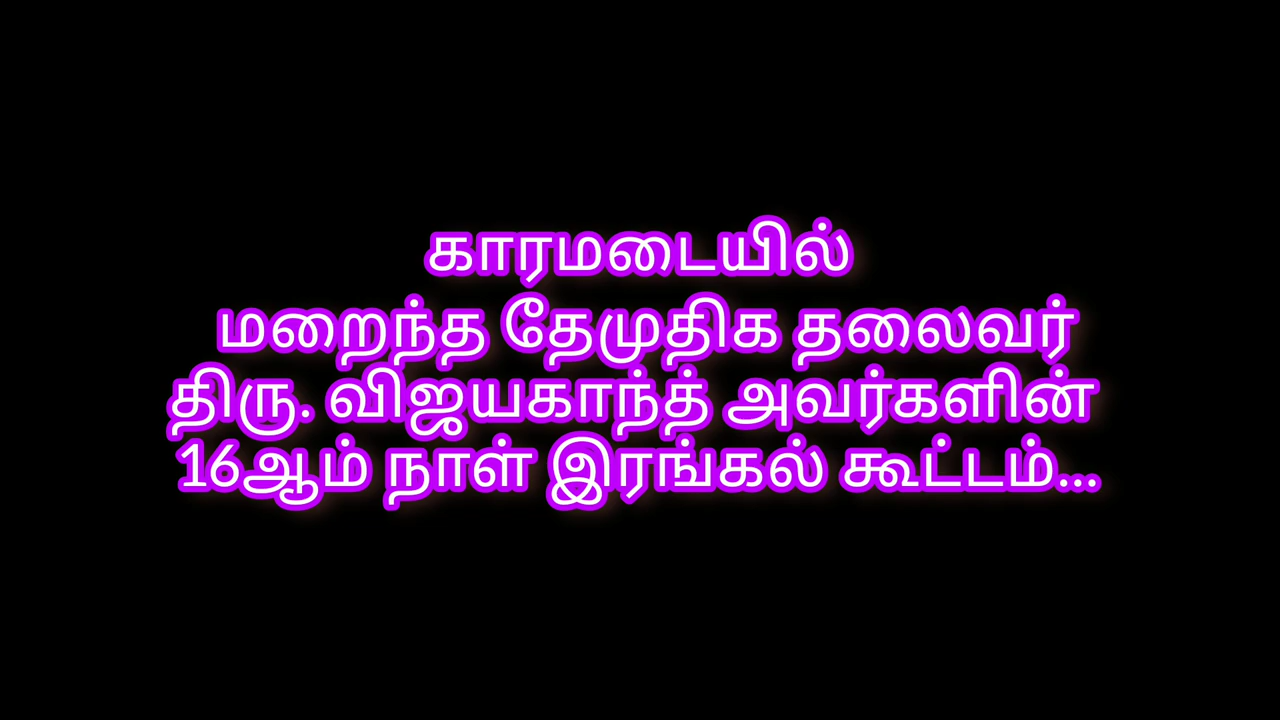 காரமடையில்
மறைந்த தேமுதிக தலைவர்
திரு. விஜயகாந்த் அவர்களின்
16ஆம் நாள் இரங்கல் கூட்டம்...